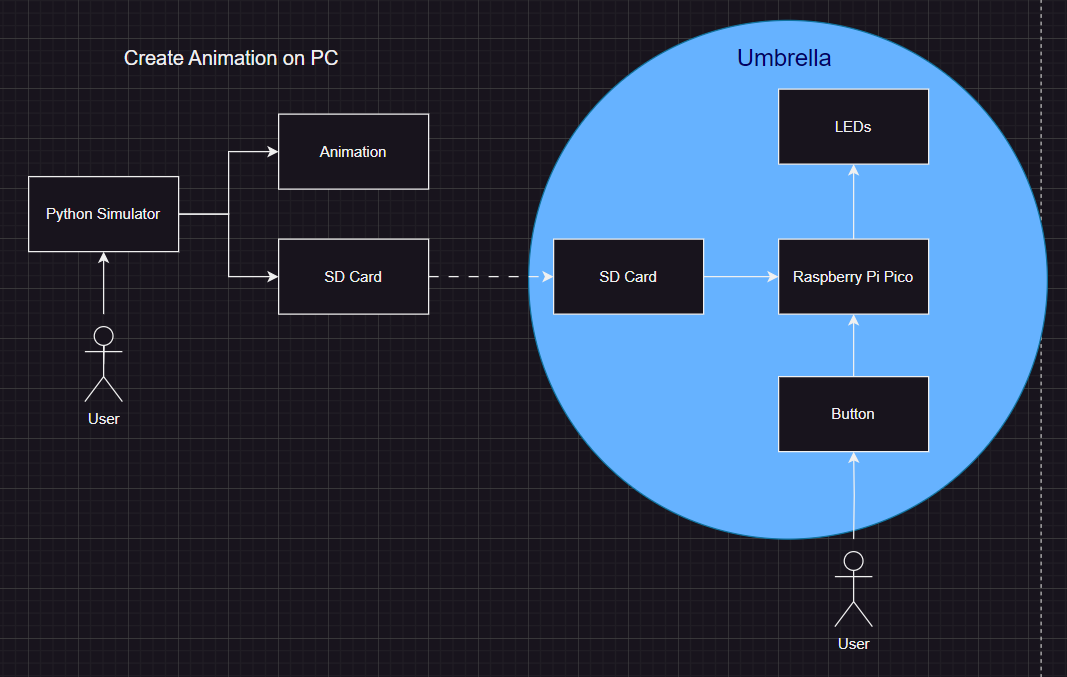 Create Animation on PC
Umbrella
LEDs
Animation
Python Simulator
SD Card
SD Card
Raspberry Pi Pico
Button
User
User